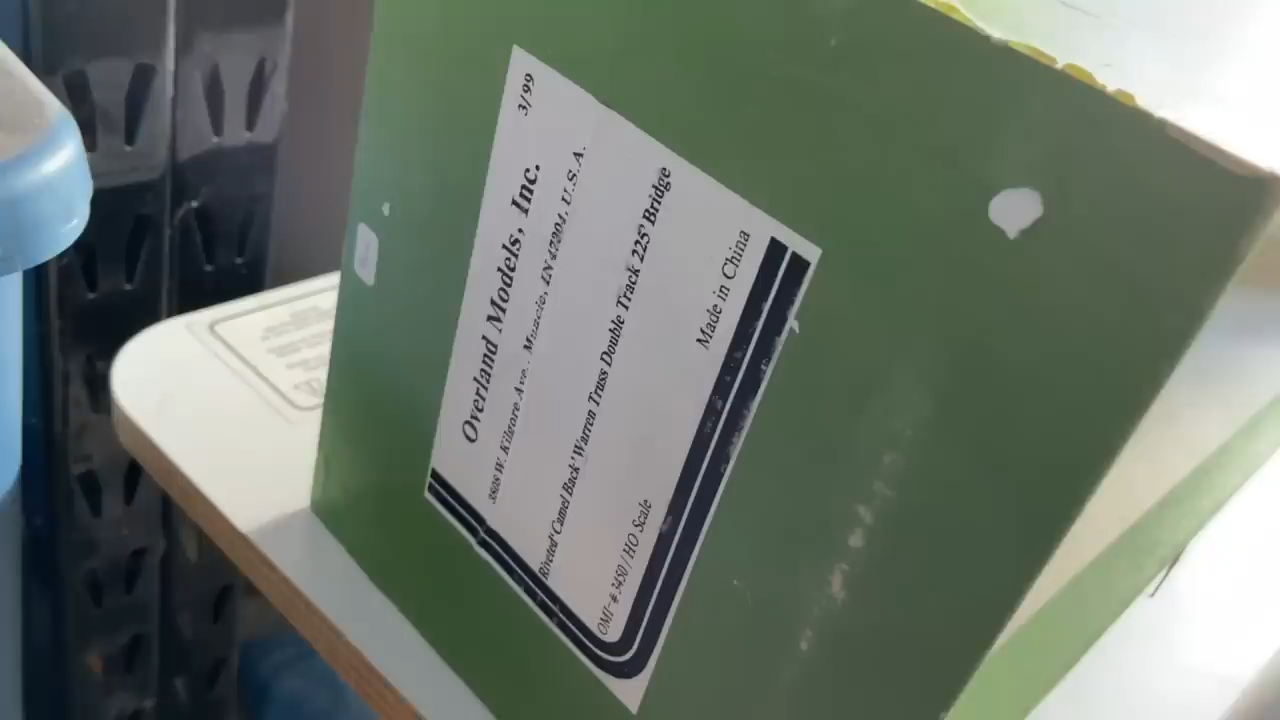 3/99
Overland Models, Inc.
3808 W. Kilgore Ave., Muncie, IN 47304, U.S.A.
Riveted "Camel Back" Warren Truss Double Track 225' Bridge
OMI-#3450 / HO Scale
Made in China